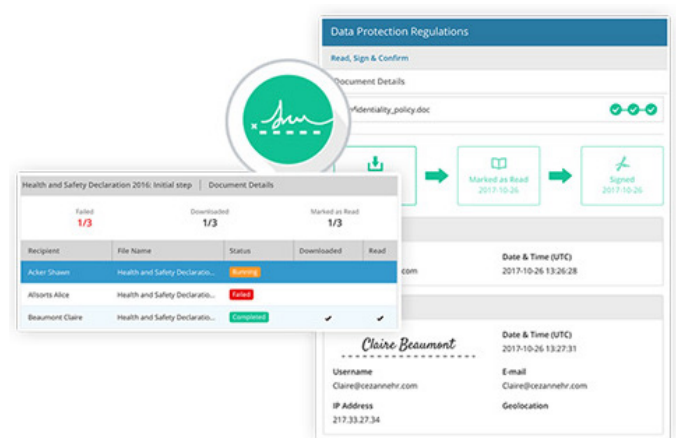 Data Protection Regulations
Read, Sign & Confirm
Document Details
nfidentiality_policy.doc
Marked as Read
2017-10-26
Signed
2017-10-26
Health and Safety Declaration 2016: Initial step | Document Details
Failed Downloaded Marked as Read
1/3 1/3 1/3
Recipient File Name Status Downloaded Read
Acker Shawn Health and Safety Declaratio... Running
Allsorts Alice Health and Safety Declaratio... Failed
Beaumont Claire Health and Safety Declaratio... Completed
Date & Time (UTC)
com 2017-10-26 13:26:28
Claire Beaumont
Date & Time (UTC)
2017-10-26 13:27:31
Username E-mail
Claire@cezannehr.com Claire@cezannehr.com
IP Address Geolocation
217.33.27.34